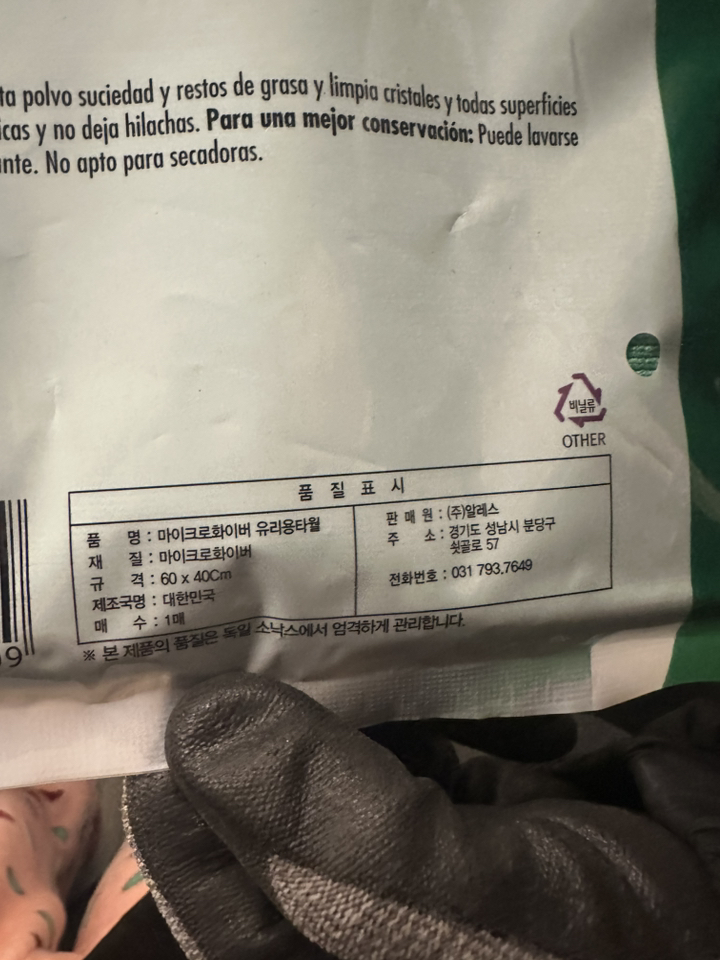 ta polvo suciedad y restos de grasa y limpia cristales y todas superficies
icas y no deja hilachas. Para una mejor conservación: Puede lavarse
ante. No apto para secadoras.
비닐류
OTHER
품 질 표 시
품 명 : 마이크로화이버 유리용타월
재 질 : 마이크로화이버
규 격 : 60 x 40Cm
제조국명 : 대한민국
매 수 : 1매
판 매 원 : (주)알레스
주 소 : 경기도 성남시 분당구
쇳골로 57
전화번호 : 031 793.7649
※ 본 제품의 품질은 독일 소낙스에서 엄격하게 관리합니다.
9